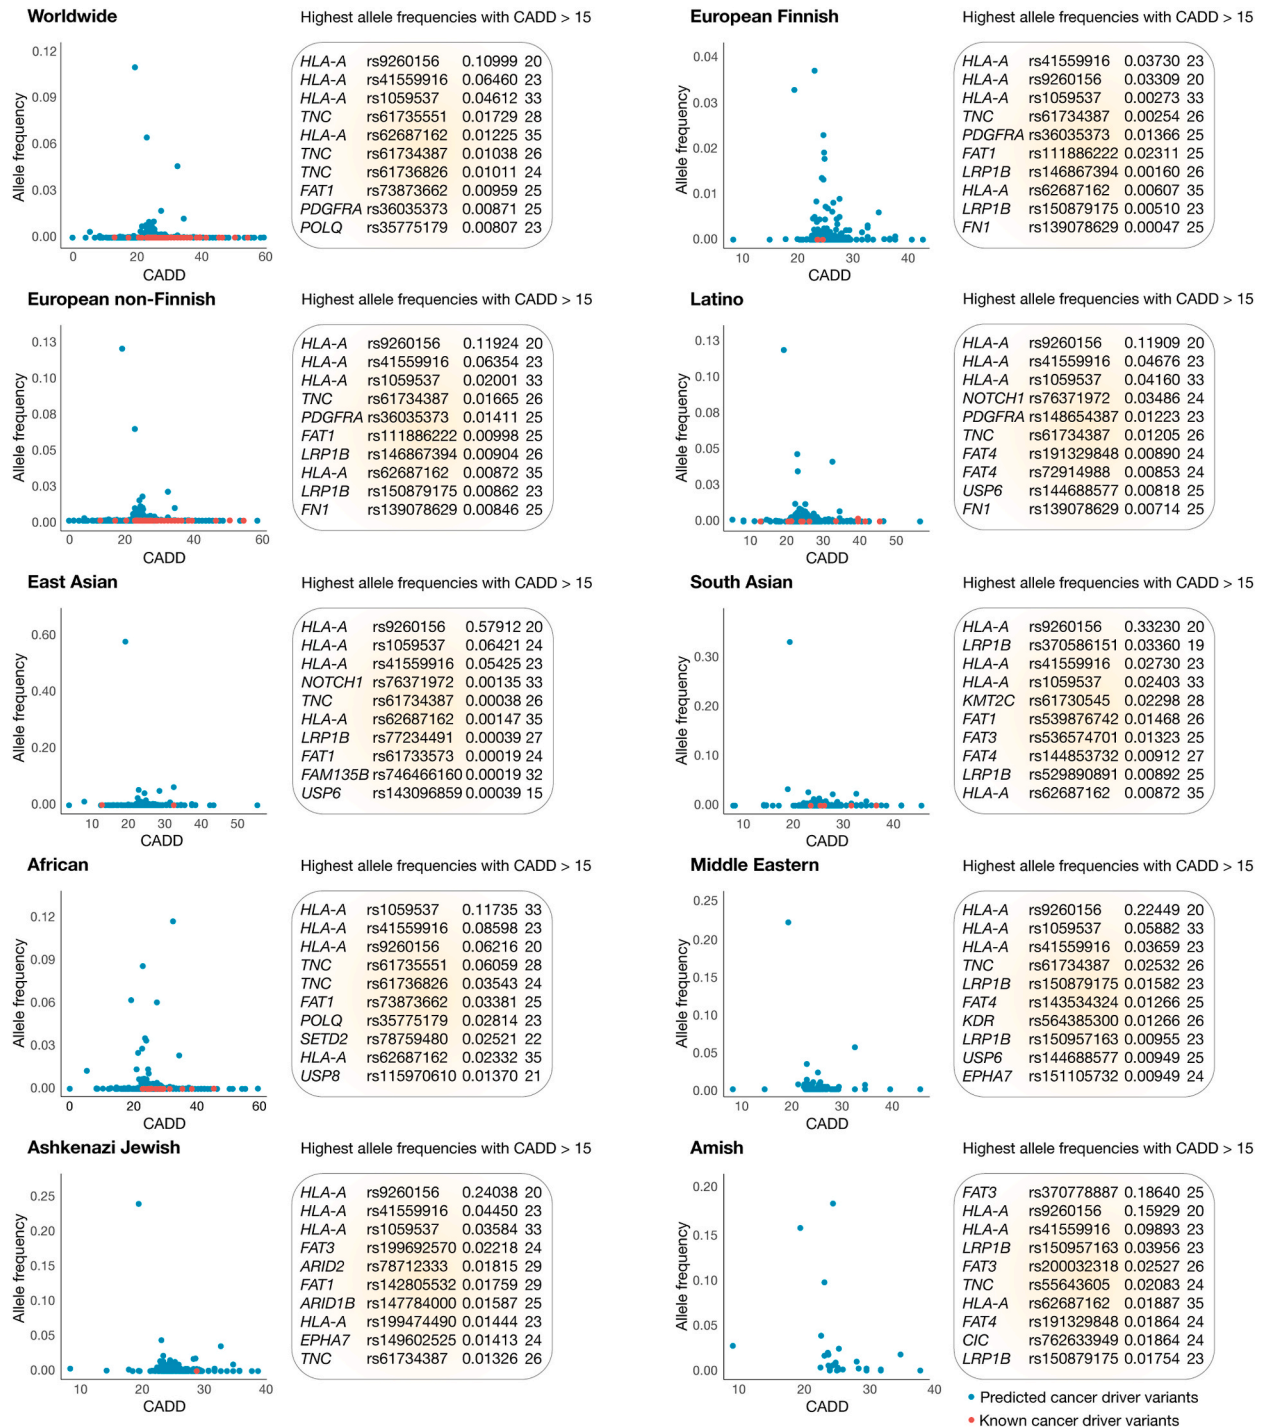 Worldwide
Highest allele frequencies with CADD > 15
Allele frequency
0.12
0.09
0.06
0.03
0.00
0 20 40 60
CADD
HLA-A rs9260156 0.10999 20
HLA-A rs41559916 0.06460 23
HLA-A rs1059537 0.04612 33
TNC rs61735551 0.01729 28
HLA-A rs62687162 0.01225 35
TNC rs61734387 0.01038 26
TNC rs61736826 0.01011 24
FAT1 rs73873662 0.00959 25
PDGFRA rs36035373 0.00871 25
POLQ rs35775179 0.00807 23
European Finnish
Highest allele frequencies with CADD > 15
Allele frequency
0.04
0.03
0.02
0.01
0.00
10 20 30 40
CADD
HLA-A rs41559916 0.03730 23
HLA-A rs9260156 0.03309 20
HLA-A rs1059537 0.00273 33
TNC rs61734387 0.00254 26
PDGFRA rs36035373 0.01366 25
FAT1 rs111886222 0.02311 25
LRP1B rs146867394 0.00160 26
HLA-A rs62687162 0.00607 35
LRP1B rs150879175 0.00510 23
FN1 rs139078629 0.00047 25
European non-Finnish
Highest allele frequencies with CADD > 15
Allele frequency
0.13
0.10
0.08
0.05
0.03
0.00
0 20 40 60
CADD
HLA-A rs9260156 0.11924 20
HLA-A rs41559916 0.06354 23
HLA-A rs1059537 0.02001 33
TNC rs61734387 0.01665 26
PDGFRA rs36035373 0.01411 25
FAT1 rs111886222 0.00998 25
LRP1B rs146867394 0.00904 26
HLA-A rs62687162 0.00872 35
LRP1B rs150879175 0.00862 23
FN1 rs139078629 0.00846 25
Latino
Highest allele frequencies with CADD > 15
Allele frequency
0.13
0.10
0.08
0.05
0.03
0.00
10 20 30 40 50
CADD
HLA-A rs9260156 0.11909 20
HLA-A rs41559916 0.04676 23
HLA-A rs1059537 0.04160 33
NOTCH1 rs76371972 0.03486 24
PDGFRA rs148654387 0.01223 23
TNC rs61734387 0.01205 26
FAT4 rs191329848 0.00890 24
FAT4 rs72914988 0.00853 24
USP6 rs144688577 0.00818 25
FN1 rs139078629 0.00714 25
East Asian
Highest allele frequencies with CADD > 15
Allele frequency
0.60
0.40
0.20
0.00
10 20 30 40 50
CADD
HLA-A rs9260156 0.57912 20
HLA-A rs1059537 0.06421 24
HLA-A rs41559916 0.05425 23
NOTCH1 rs76371972 0.00135 33
TNC rs61734387 0.00038 26
HLA-A rs62687162 0.00147 35
LRP1B rs77234491 0.00039 27
FAT1 rs61733573 0.00019 24
FAM135B rs746466160 0.00019 32
USP6 rs143096859 0.00039 15
South Asian
Highest allele frequencies with CADD > 15
Allele frequency
0.30
0.20
0.10
0.00
10 20 30 40
CADD
HLA-A rs9260156 0.33230 20
LRP1B rs370586151 0.03360 19
HLA-A rs41559916 0.02730 23
HLA-A rs1059537 0.02403 33
KMT2C rs61730545 0.02298 28
FAT1 rs539876742 0.01468 26
FAT3 rs536574701 0.01323 25
FAT4 rs144853732 0.00912 27
LRP1B rs529890891 0.00892 25
HLA-A rs62687162 0.00872 35
African
Highest allele frequencies with CADD > 15
Allele frequency
0.12
0.09
0.06
0.03
0.00
0 20 40 60
CADD
HLA-A rs1059537 0.11735 33
HLA-A rs41559916 0.08598 23
HLA-A rs9260156 0.06216 20
TNC rs61735551 0.06059 28
TNC rs61736826 0.03543 24
FAT1 rs73873662 0.03381 25
POLQ rs35775179 0.02814 23
SETD2 rs78759480 0.02521 22
HLA-A rs62687162 0.02332 35
USP8 rs115970610 0.01370 21
Middle Eastern
Highest allele frequencies with CADD > 15
Allele frequency
0.25
0.20
0.15
0.10
0.05
0.00
10 20 30 40
CADD
HLA-A rs9260156 0.22449 20
HLA-A rs1059537 0.05882 33
HLA-A rs41559916 0.03659 23
TNC rs61734387 0.02532 26
LRP1B rs150879175 0.01582 23
FAT4 rs143534324 0.01266 25
KDR rs564385300 0.01266 26
LRP1B rs150957163 0.00955 23
USP6 rs144688577 0.00949 25
EPHA7 rs151105732 0.00949 24
Ashkenazi Jewish
Highest allele frequencies with CADD > 15
Allele frequency
0.25
0.20
0.15
0.10
0.05
0.00
10 20 30 40
CADD
HLA-A rs9260156 0.24038 20
HLA-A rs41559916 0.04450 23
HLA-A rs1059537 0.03584 33
FAT3 rs199692570 0.02218 24
ARID2 rs78712333 0.01815 29
FAT1 rs142805532 0.01759 29
ARID1B rs147784000 0.01587 25
HLA-A rs199474490 0.01444 23
EPHA7 rs149602525 0.01413 24
TNC rs61734387 0.01326 26
Amish
Highest allele frequencies with CADD > 15
Allele frequency
0.20
0.15
0.10
0.05
0.00
10 20 30 40
CADD
FAT3 rs370778887 0.18640 25
HLA-A rs9260156 0.15929 20
HLA-A rs41559916 0.09893 23
LRP1B rs150957163 0.03956 23
FAT3 rs200032318 0.02527 26
TNC rs55643605 0.02083 24
HLA-A rs62687162 0.01887 35
FAT4 rs191329848 0.01864 24
CIC rs762633949 0.01864 24
LRP1B rs150879175 0.01754 23
Predicted cancer driver variants
Known cancer driver variants